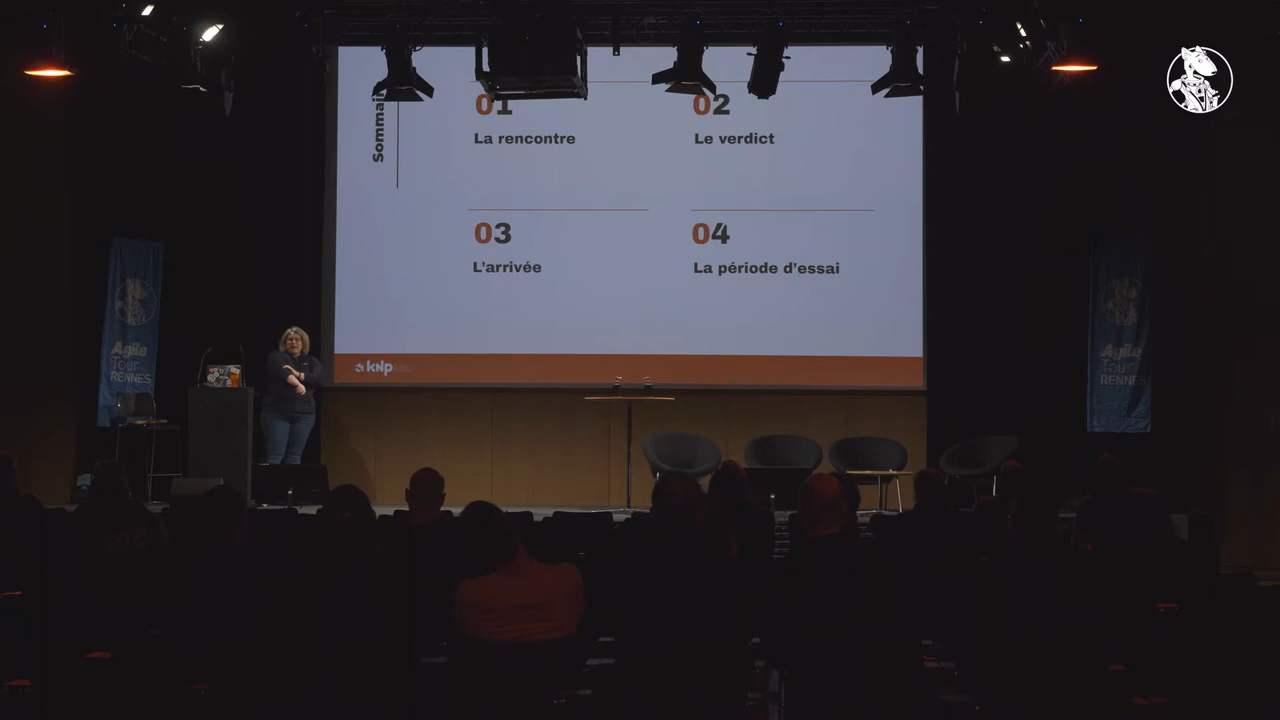 Sommai
01
La rencontre
02
Le verdict
03
L'arrivée
04
La période d'essai
knp
Agile
Tour
RENNES
Agile
Tour
RENNES